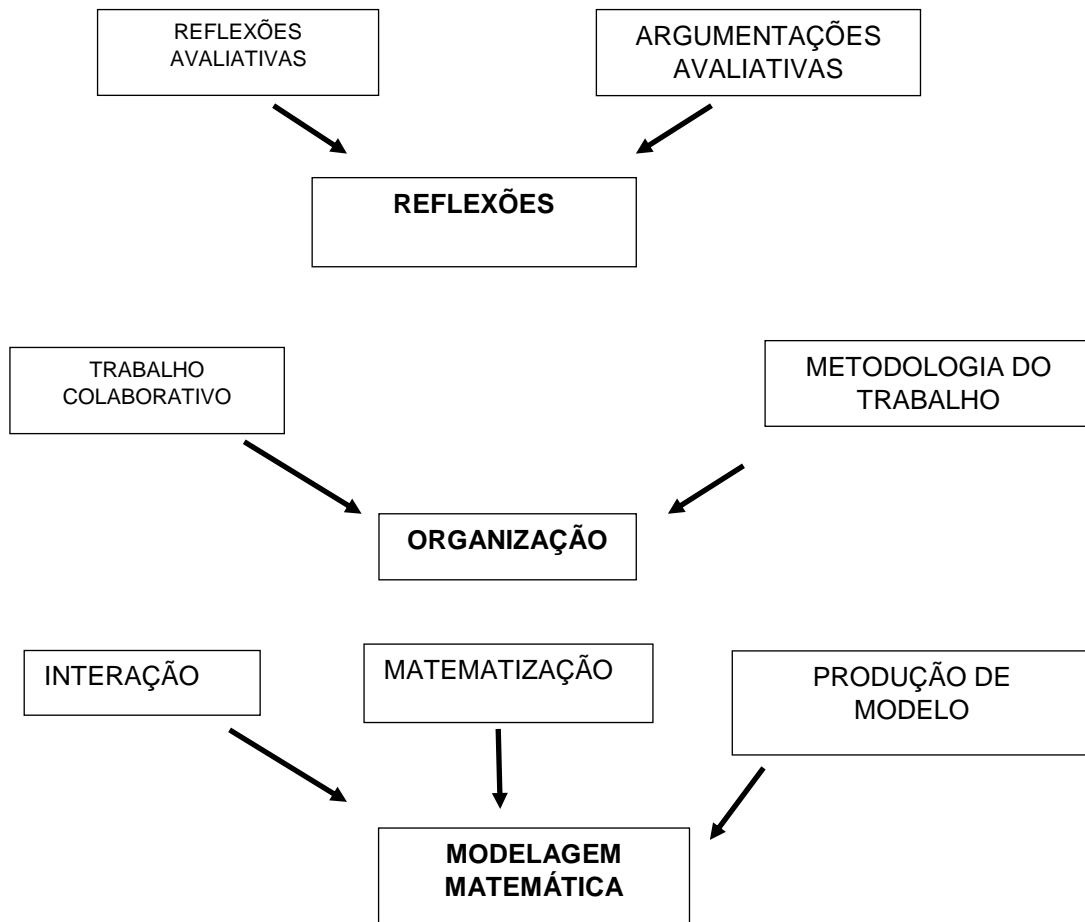 REFLEXÕES
AVALIATIVAS
ARGUMENTAÇÕES
AVALIATIVAS
REFLEXÕES
TRABALHO
COLABORATIVO
METODOLOGIA DO
TRABALHO
ORGANIZAÇÃO
INTERAÇÃO
MATEMATIZAÇÃO
PRODUÇÃO DE
MODELO
MODELAGEM
MATEMÁTICA